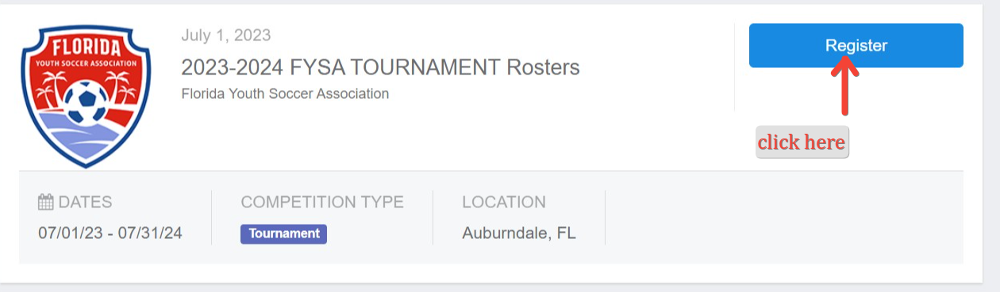 FLORIDA
YOUTH SOCCER ASSOCIATION
July 1, 2023
2023-2024 FYSA TOURNAMENT Rosters
Florida Youth Soccer Association
Register
click here
DATES
07/01/23 - 07/31/24
COMPETITION TYPE
Tournament
LOCATION
Auburndale, FL